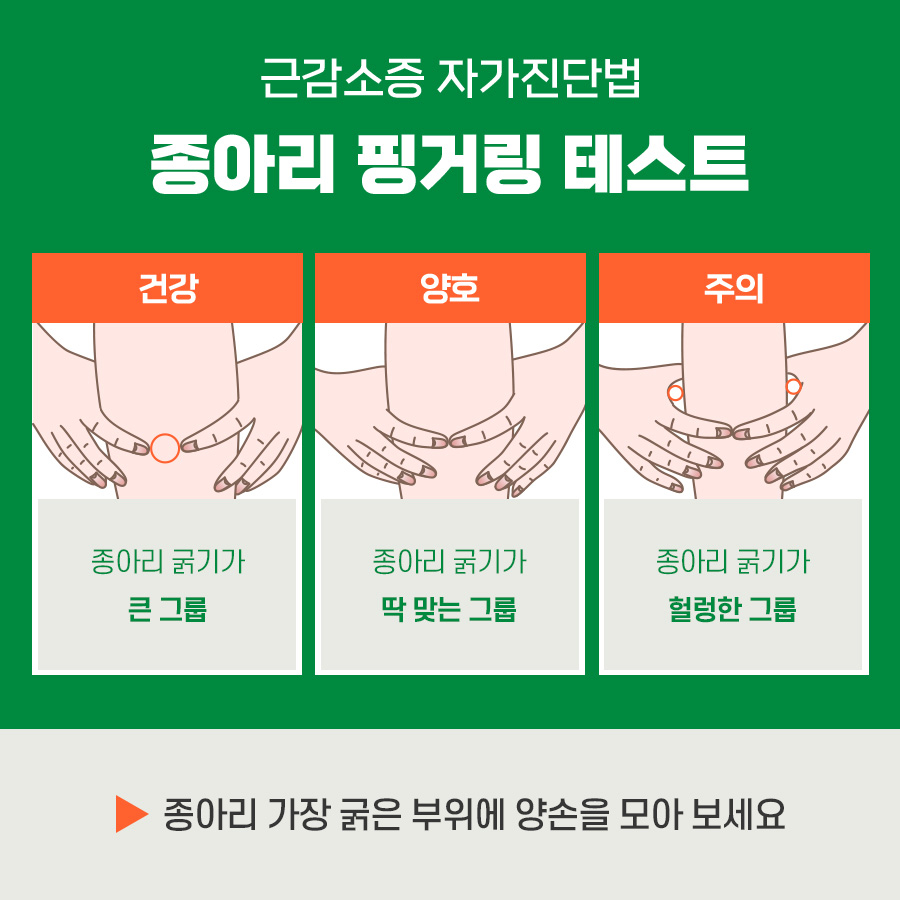 근감소증 자가진단법
종아리 핑거링 테스트
건강
양호
주의
종아리 굵기가
큰 그룹
종아리 굵기가
딱 맞는 그룹
종아리 굵기가
헐렁한 그룹
▶ 종아리 가장 굵은 부위에 양손을 모아 보세요